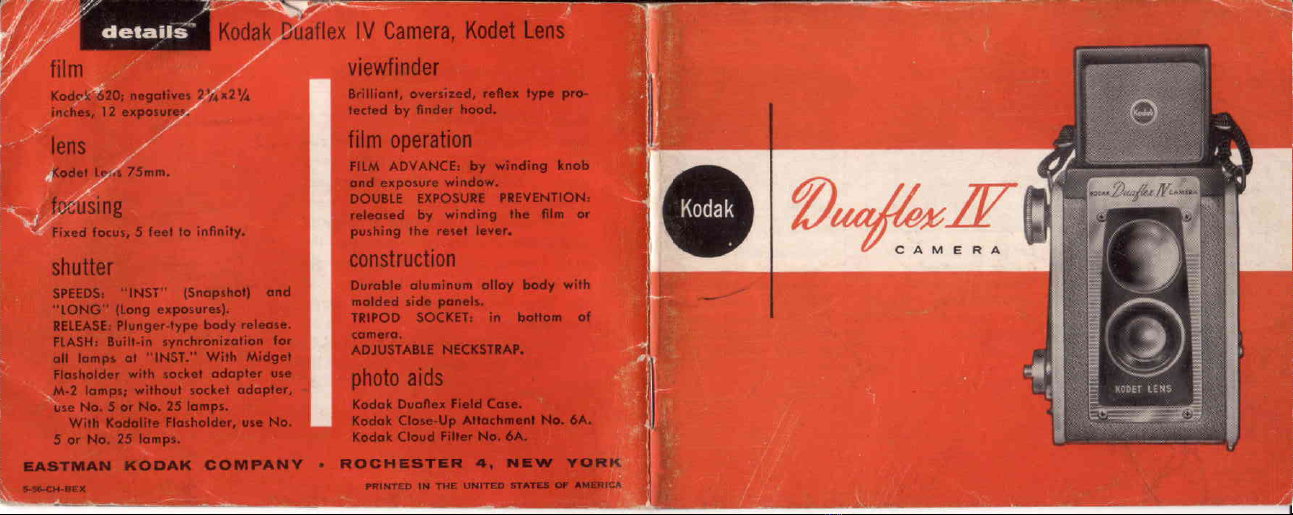 details
Kodak Duaflex IV Camera, Kodet Lens
film
Kodak 620; negatives 2¼x2¼
inches, 12 exposures.
lens
Kodet Lens 75mm.
focusing
Fixed focus, 5 feet to infinity.
shutter
SPEEDS: "INST" (Snapshot) and
"LONG" (Long exposures).
RELEASE: Plunger-type body release.
FLASH: Built-in synchronization for
all lamps at "INST." With Midget
Flasholder with socket adapter use
M-2 lamps; without socket adapter,
use No. 5 or No. 25 lamps.
With Kodalite Flasholder, use No.
5 or No. 25 lamps.
viewfinder
Brilliant, oversized, reflex type pro-
tected by finder hood.
film operation
FILM ADVANCE: by winding knob
and exposure window.
DOUBLE EXPOSURE PREVENTION:
released by winding the film or
pushing the reset lever.
construction
Durable aluminum alloy body with
molded side panels.
TRIPOD SOCKET: in bottom of
camera.
ADJUSTABLE NECKSTRAP.
photo aids
Kodak Duaflex Field Case.
Kodak Close-Up Attachment No. 6A.
Kodak Cloud Filter No. 6A.
EASTMAN KODAK COMPANY • ROCHESTER 4, NEW YORK
5-56-CH-BEX
PRINTED IN THE UNITED STATES OF AMERICA
Kodak
Duaflex IV
CAMERA
Kodak
KODAK Duaflex IV CAMERA
KODET LENS